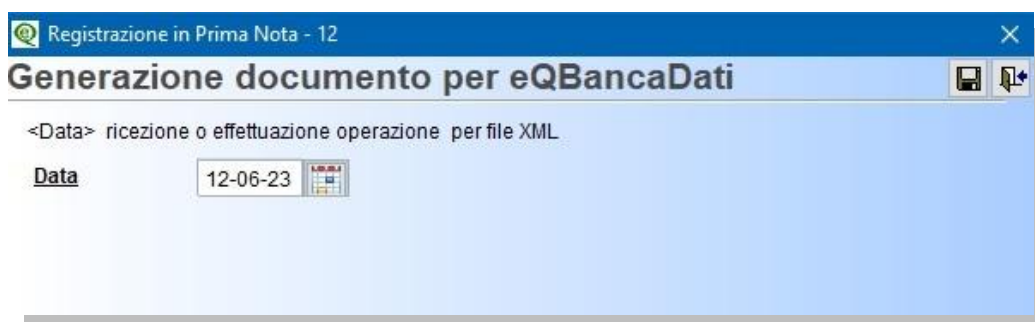 Registrazione in Prima Nota - 12
Generazione documento per eQBancaDati
<Data> ricezione o effettuazione operazione per file XML
Data 12-06-23